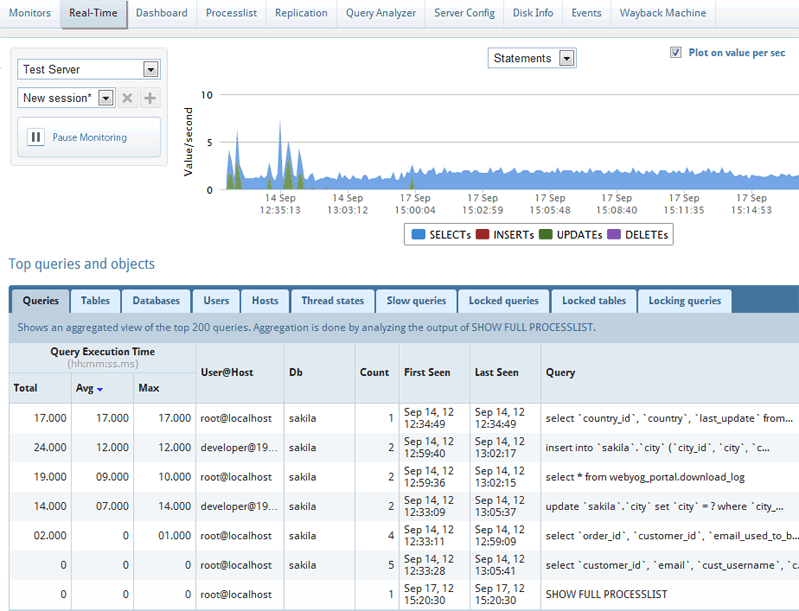 Monitors Real-Time Dashboard Processlist Replication Query Analyzer Server Config Disk Info Events Wayback Machine
Test Server
New session*
Pause Monitoring
Statements
Plot on value per sec
Value/second
10
5
0
14 Sep 14 Sep 17 Sep 17 Sep 17 Sep 17 Sep 17 Sep 17 Sep
12:35:13 13:03:12 15:00:04 15:02:59 15:05:48 15:08:40 15:11:35 15:14:53
SELECTs INSERTs UPDATEs DELETEs
Top queries and objects
Queries Tables Databases Users Hosts Thread states Slow queries Locked queries Locked tables Locking queries
Shows an aggregated view of the top 200 queries. Aggregation is done by analyzing the output of SHOW FULL PROCESSLIST.
Query Execution Time
(hh:mm:ss.ms)
User@Host Db Count First Seen Last Seen Query
Total Avg Max
17.000 17.000 17.000 root@localhost sakila 1 Sep 14, 12 12:34:49 Sep 14, 12 12:34:49 select `country_id`, `country`, `last_update` from...
24.000 12.000 12.000 developer@19... sakila 2 Sep 14, 12 12:59:40 Sep 14, 12 13:02:17 insert into `sakila`.`city` (`city_id`, `city`, `c...
19.000 09.000 10.000 root@localhost sakila 2 Sep 14, 12 12:59:36 Sep 14, 12 13:02:15 select * from webyog_portal.download_log
14.000 07.000 14.000 developer@19... sakila 2 Sep 14, 12 12:33:09 Sep 14, 12 13:05:37 update `sakila`.`city` set `city` = ? where `city_...
02.000 0 01.000 root@localhost sakila 4 Sep 14, 12 12:33:11 Sep 14, 12 12:59:09 select `order_id`, `customer_id`, `email_used_to_b...
0 0 0 root@localhost sakila 5 Sep 14, 12 12:33:28 Sep 14, 12 13:05:41 select `customer_id`, `email`, `cust_username`, `c...
0 0 0 root@localhost 1 Sep 17, 12 15:20:30 Sep 17, 12 15:20:30 SHOW FULL PROCESSLIST